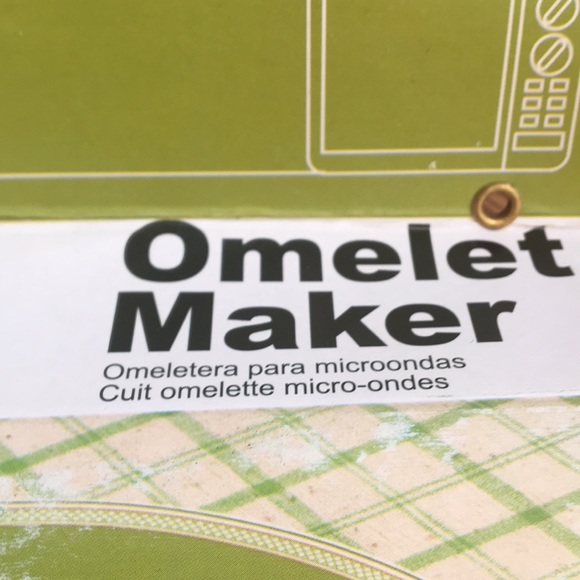 Omelet
Maker
Omeletera para microondas
Cuit omelette micro-ondes